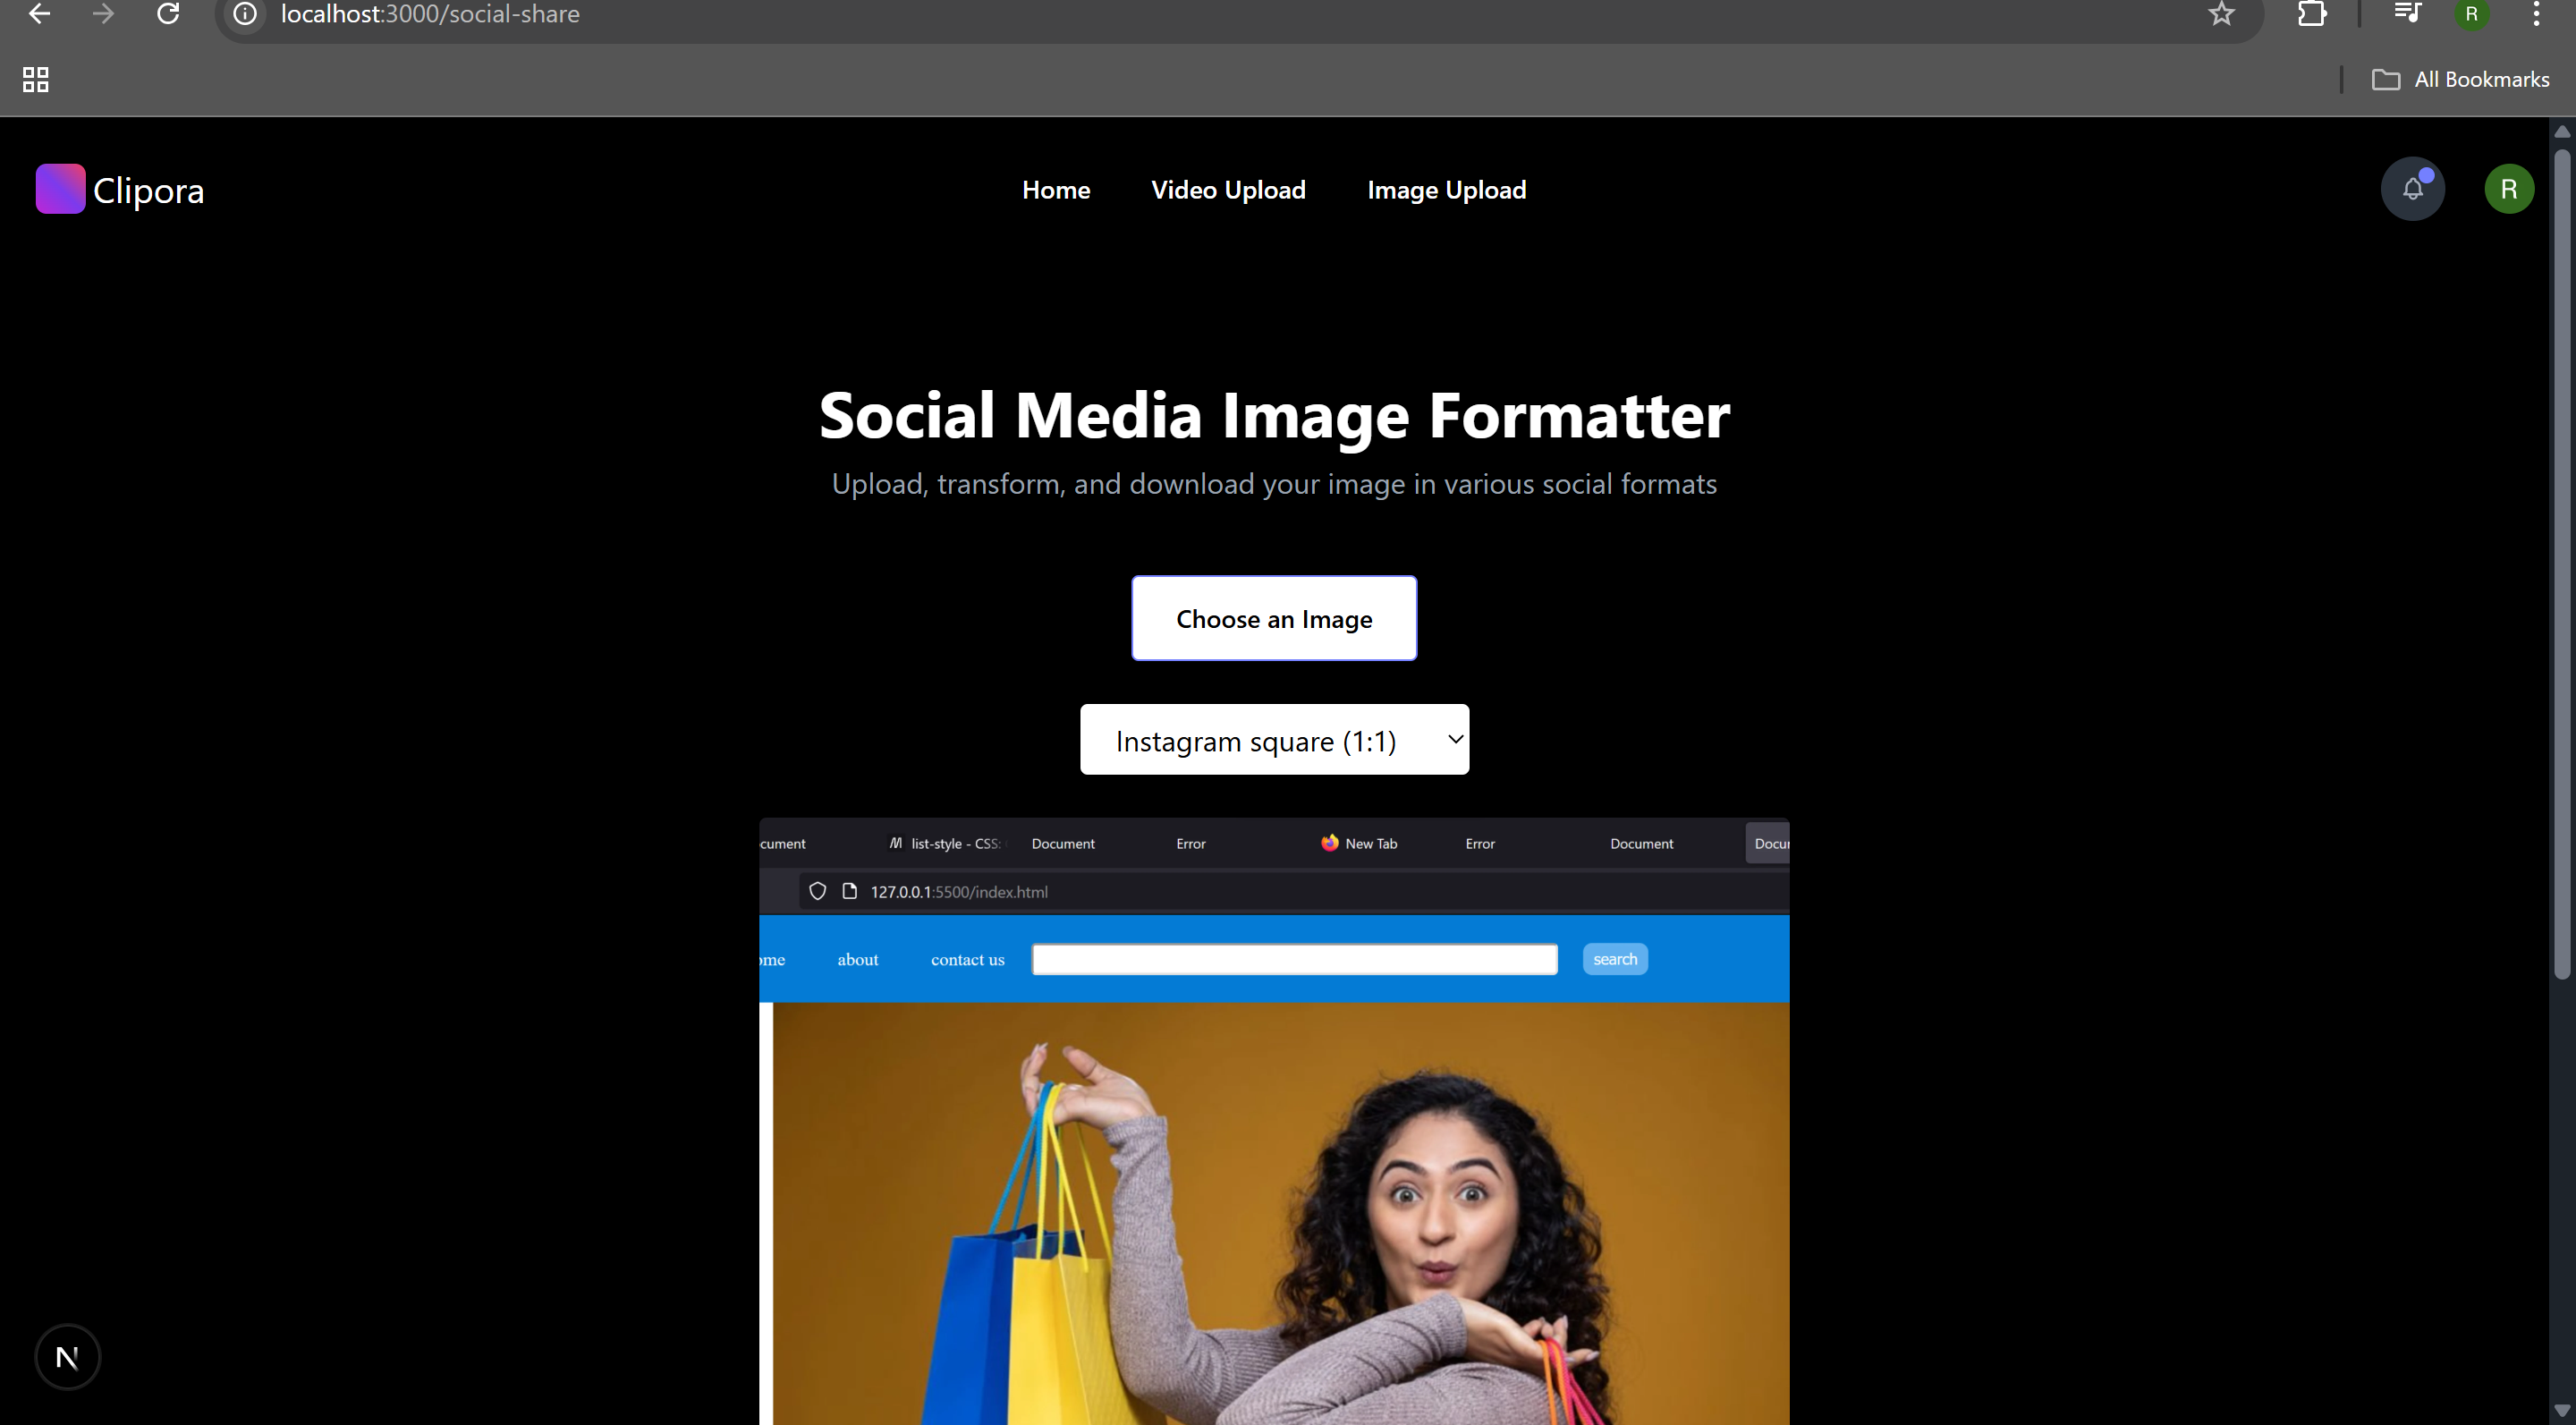 localhost:3000/social-share
R
All Bookmarks
Clipora
Home Video Upload Image Upload
R
Social Media Image Formatter
Upload, transform, and download your image in various social formats
Choose an Image
Instagram square (1:1)
cument list-style - CSS: Document Error New Tab Error Document Docu
127.0.0.1:5500/index.html
ome about contact us search
N